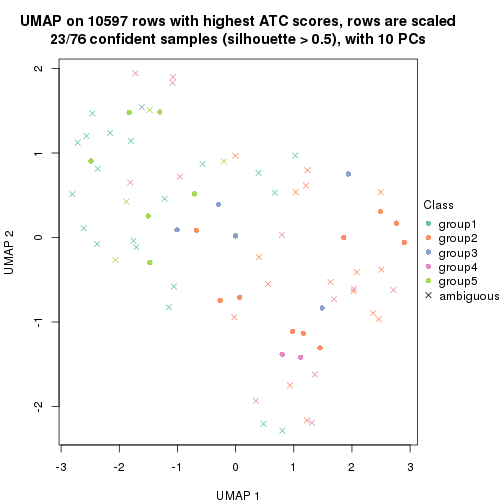 UMAP on 10597 rows with highest ATC scores, rows are scaled
23/76 confident samples (silhouette > 0.5), with 10 PCs
2
1
0
-1
-2
UMAP 2
-3 -2 -1 0 1 2 3
UMAP 1
Class
group1
group2
group3
group4
group5
ambiguous